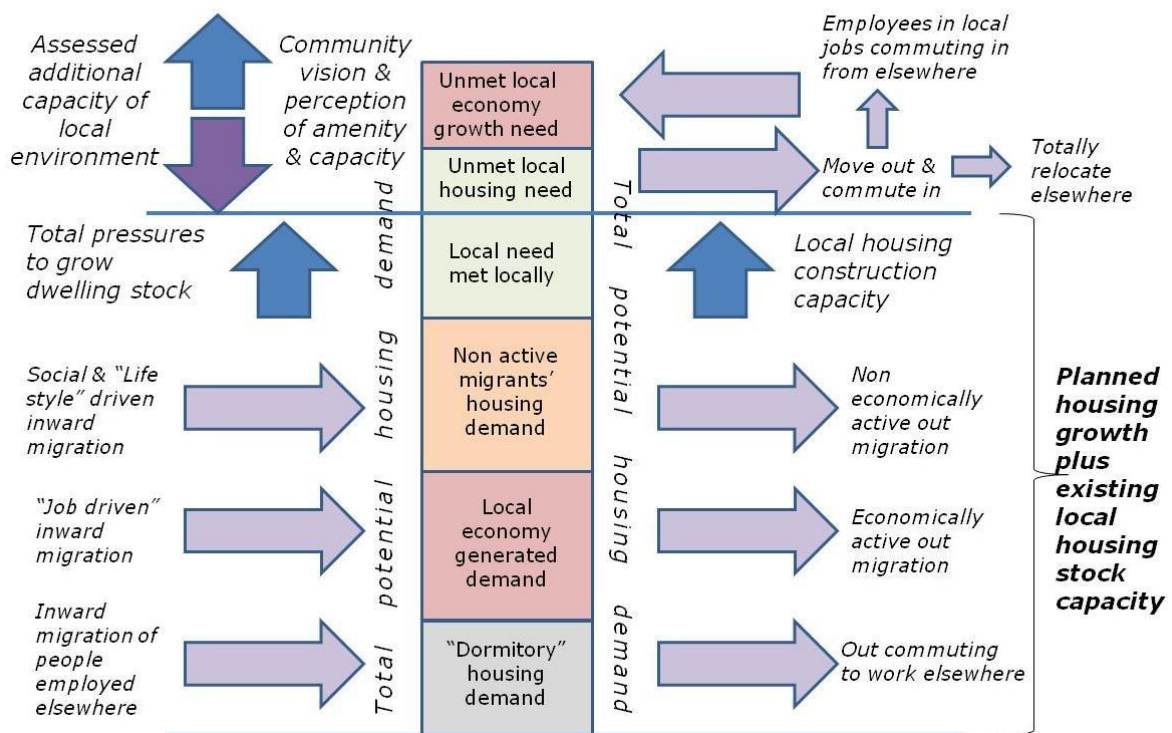 Assessed
additional
capacity of
local
environment
Community
vision &
perception
of amenity
& capacity
Unmet local
economy
growth need
Unmet local
housing need
Employees in local
jobs commuting in
from elsewhere
Move out &
commute in
Totally
relocate
elsewhere
Total pressures
to grow
dwelling stock
Local need
met locally
Local housing
construction
capacity
Social & “Life
style” driven
inward
migration
Non active
migrants’
housing
demand
Non
economically
active out
migration
“Job driven”
inward
migration
Local
economy
generated
demand
Economically
active out
migration
Inward
migration of
people
employed
elsewhere
“Dormitory”
housing
demand
Out commuting
to work elsewhere
Total potential housing demand
Total potential housing demand
Planned
housing
growth
plus
existing
local
housing
stock
capacity